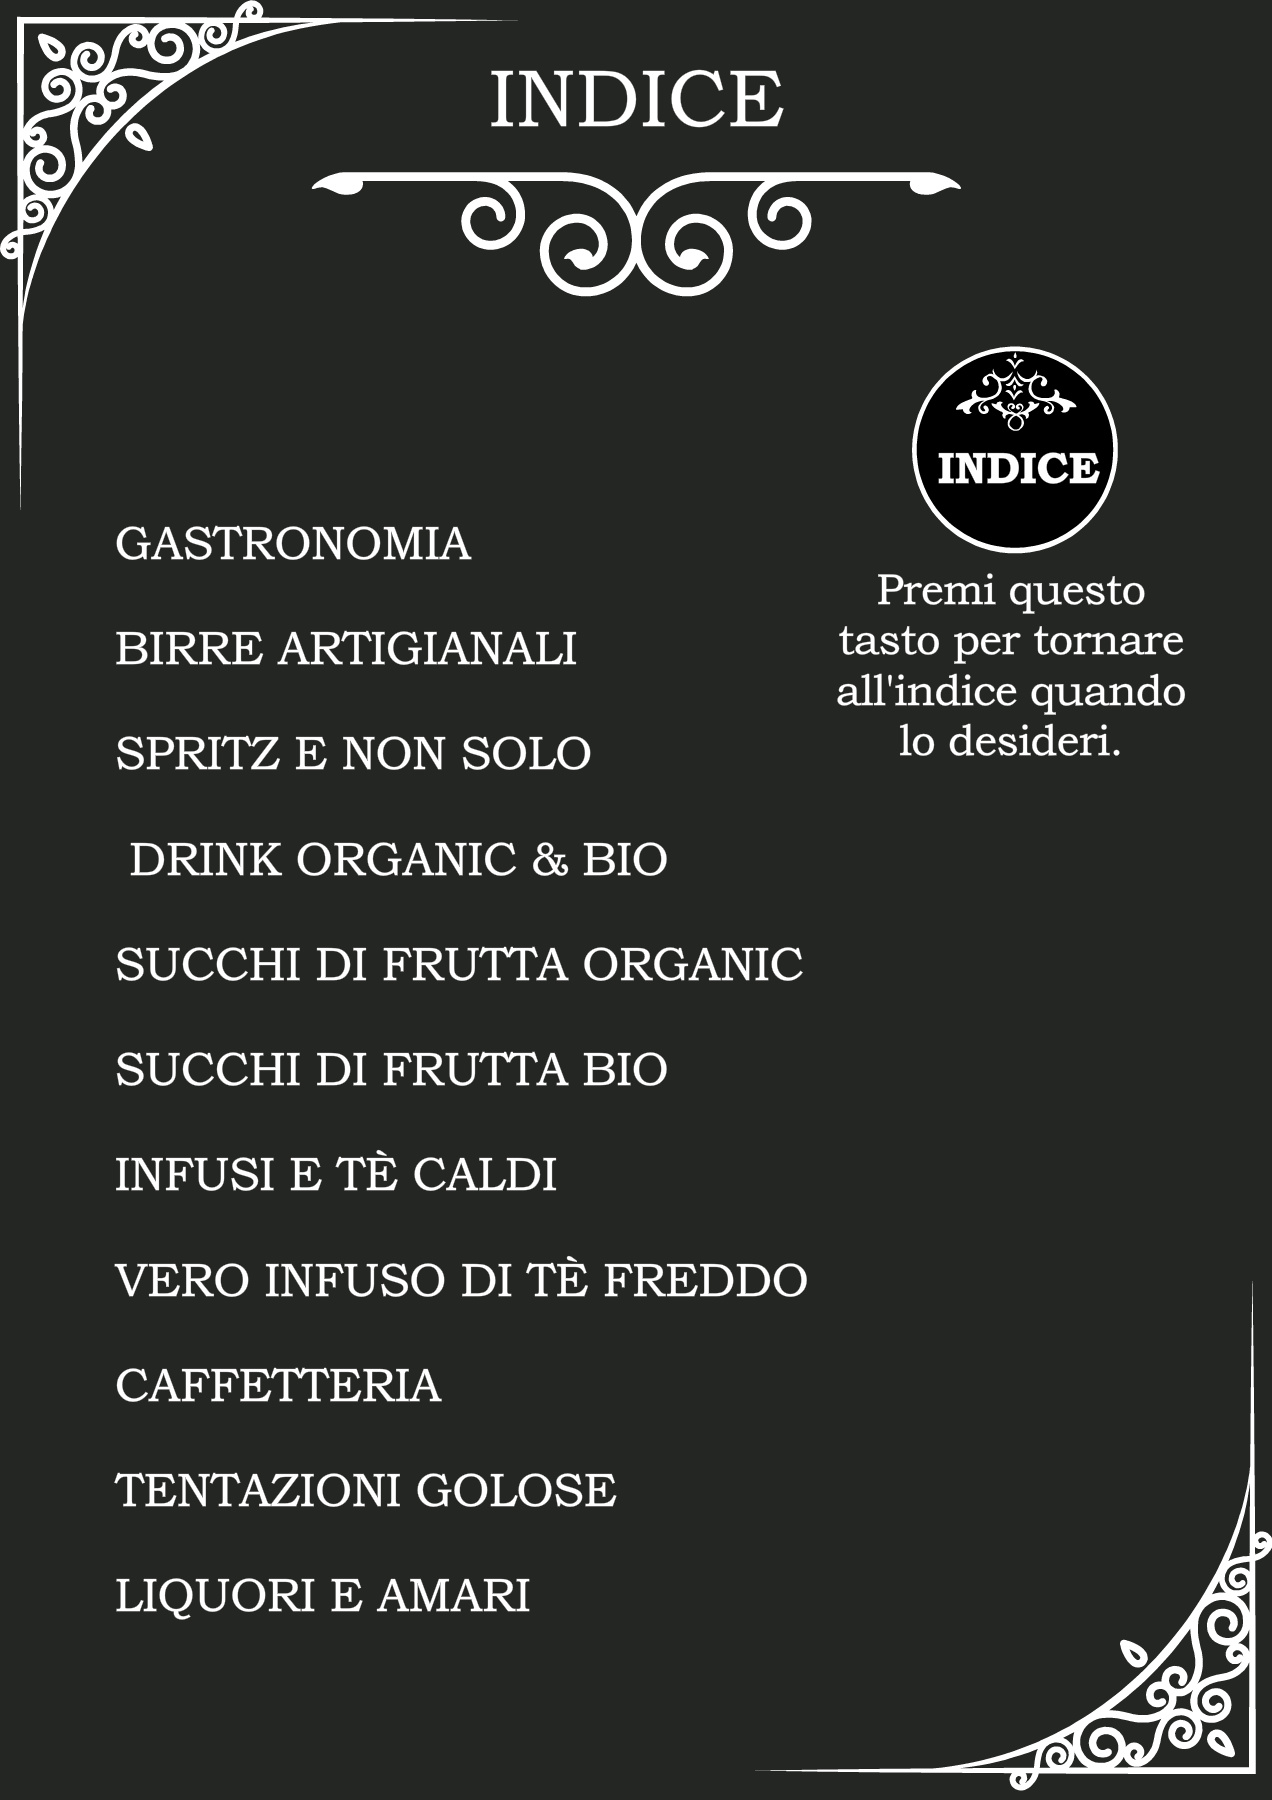 INDICE
INDICE
Premi questo
tasto per tornare
all'indice quando
lo desideri.
GASTRONOMIA
BIRRE ARTIGIANALI
SPRITZ E NON SOLO
DRINK ORGANIC & BIO
SUCCHI DI FRUTTA ORGANIC
SUCCHI DI FRUTTA BIO
INFUSI E TÈ CALDI
VERO INFUSO DI TÈ FREDDO
CAFFETTERIA
TENTAZIONI GOLOSE
LIQUORI E AMARI